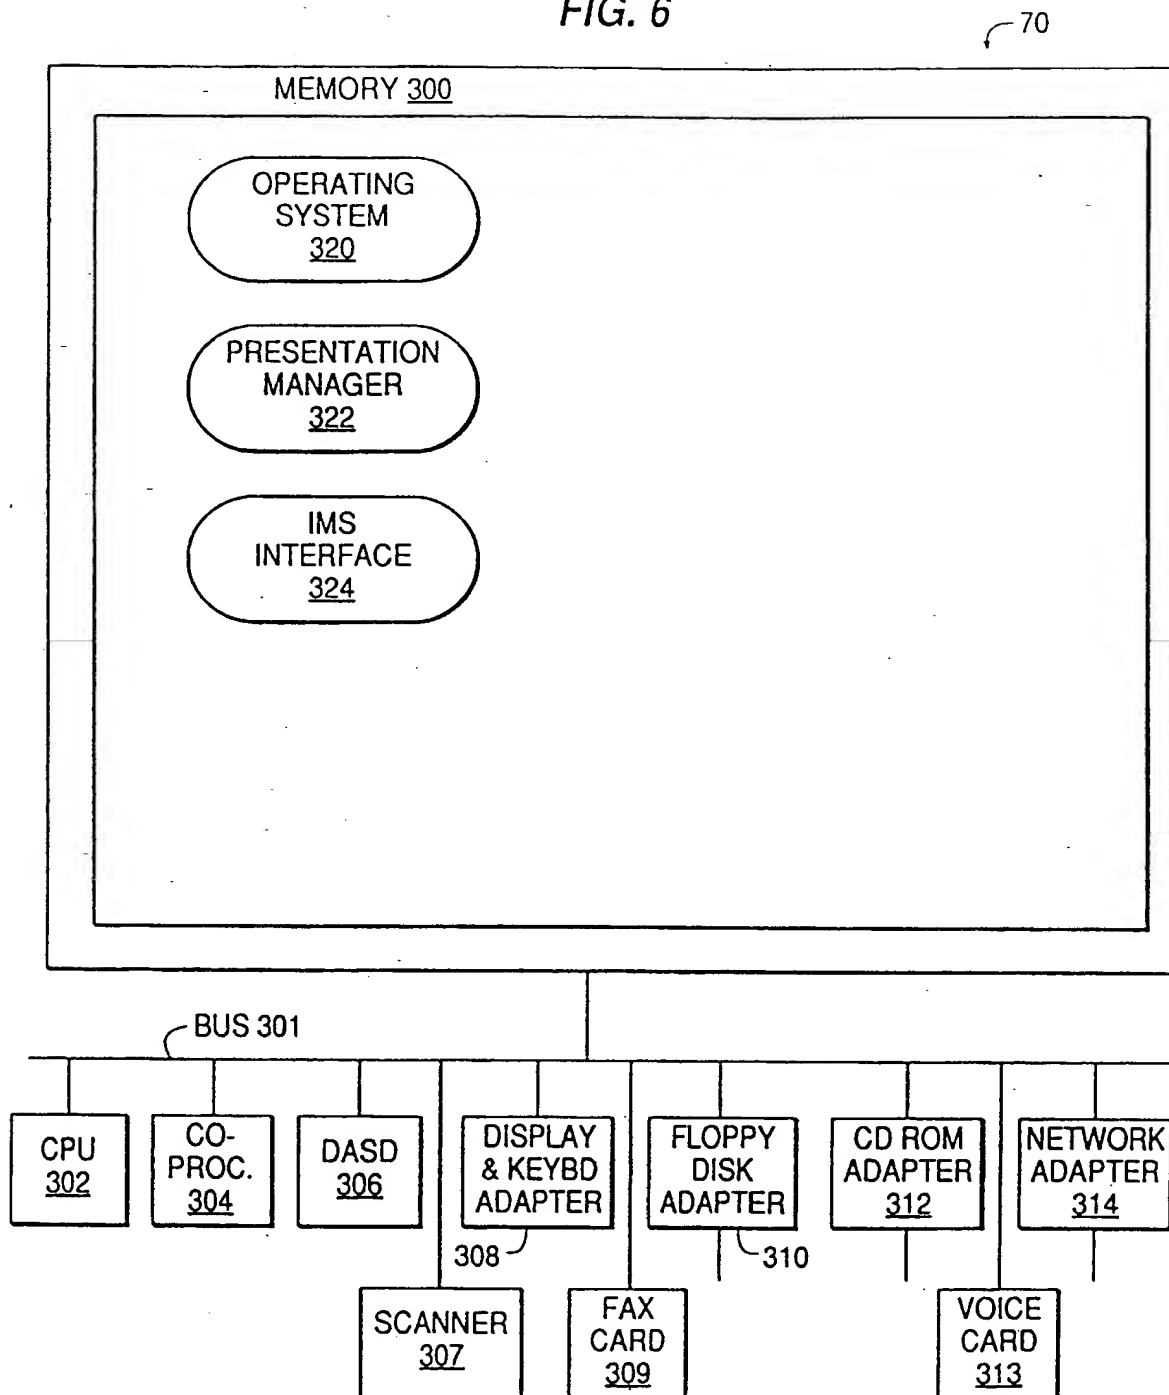 FIG. 6
70
MEMORY 300
OPERATING
SYSTEM
320
PRESENTATION
MANAGER
322
IMS
INTERFACE
324
BUS 301
CPU
302
CO-
PROC.
304
DASD
306
DISPLAY
& KEYBD
ADAPTER
308
FLOPPY
DISK
ADAPTER
310
CD ROM
ADAPTER
312
NETWORK
ADAPTER
314
SCANNER
307
FAX
CARD
309
VOICE
CARD
313